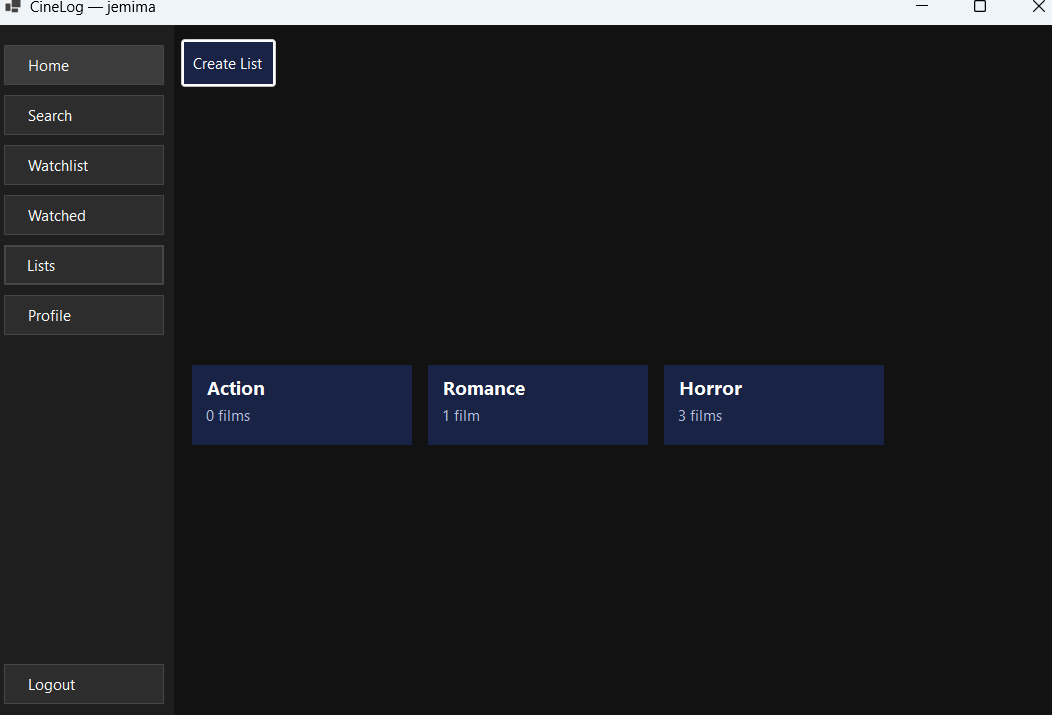 CineLog — jemima
Home
Search
Watchlist
Watched
Lists
Profile
Logout
Create List
Action
0 films
Romance
1 film
Horror
3 films